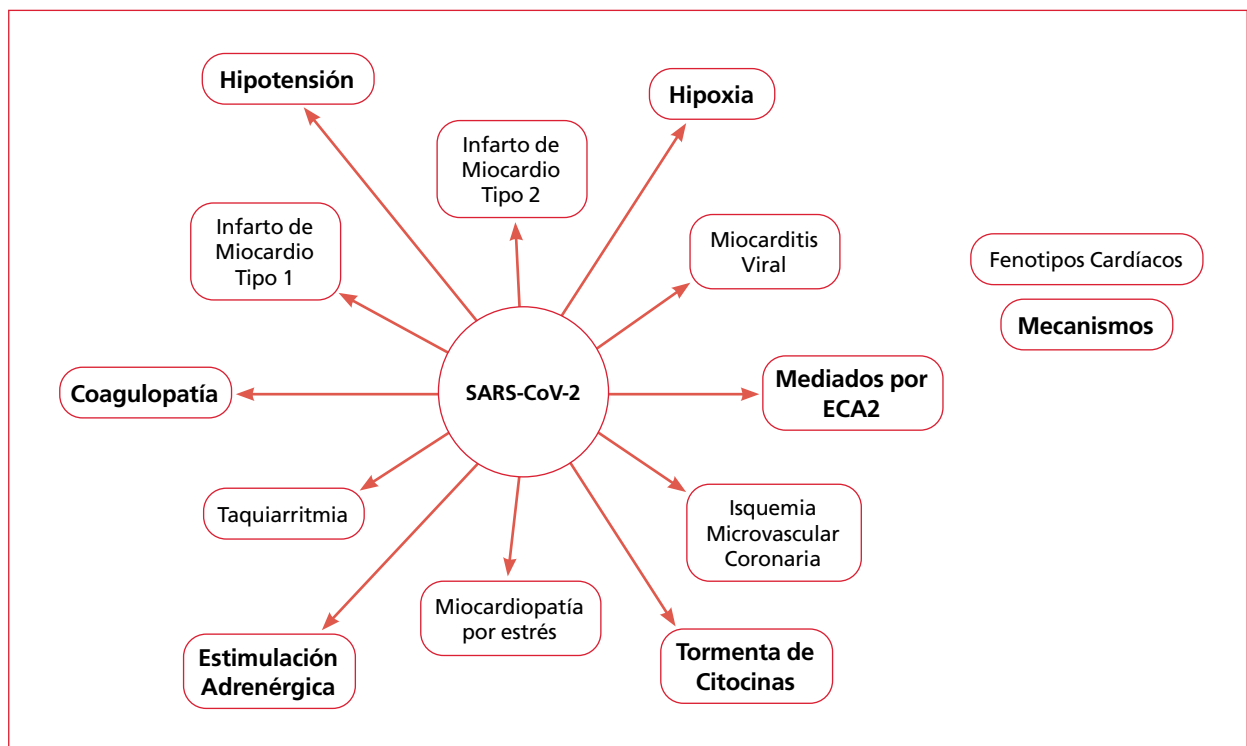 Hipotensión
Hipoxia
Infarto de
Miocardio
Tipo 2
Infarto de
Miocardio
Tipo 1
Miocarditis
Viral
Fenotipos Cardíacos
Mecanismos
Coagulopatía
SARS-CoV-2
Mediados por
ECA2
Taquiarritmia
Isquemia
Microvascular
Coronaria
Miocardiopatía
por estrés
Estimulación
Adrenérgica
Tormenta de
Citocinas